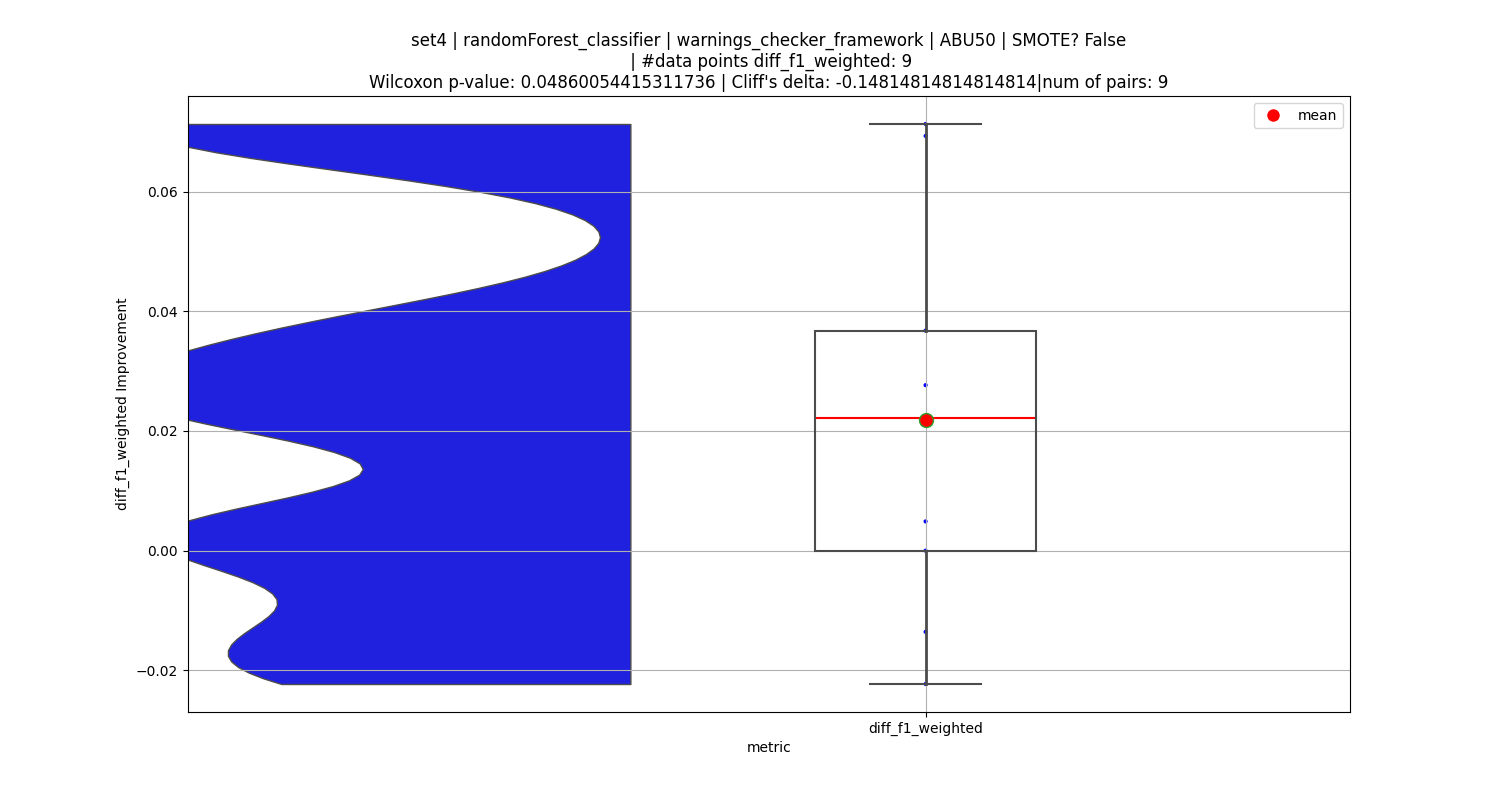 set4 | randomForest_classifier | warnings_checker_framework | ABU50 | SMOTE? False
| #data points diff_f1_weighted: 9
Wilcoxon p-value: 0.04860054415311736 | Cliff's delta: -0.14814814814814814|num of pairs: 9
mean
0.06
0.04
0.02
0.00
−0.02
diff_f1_weighted Improvement
diff_f1_weighted
metric